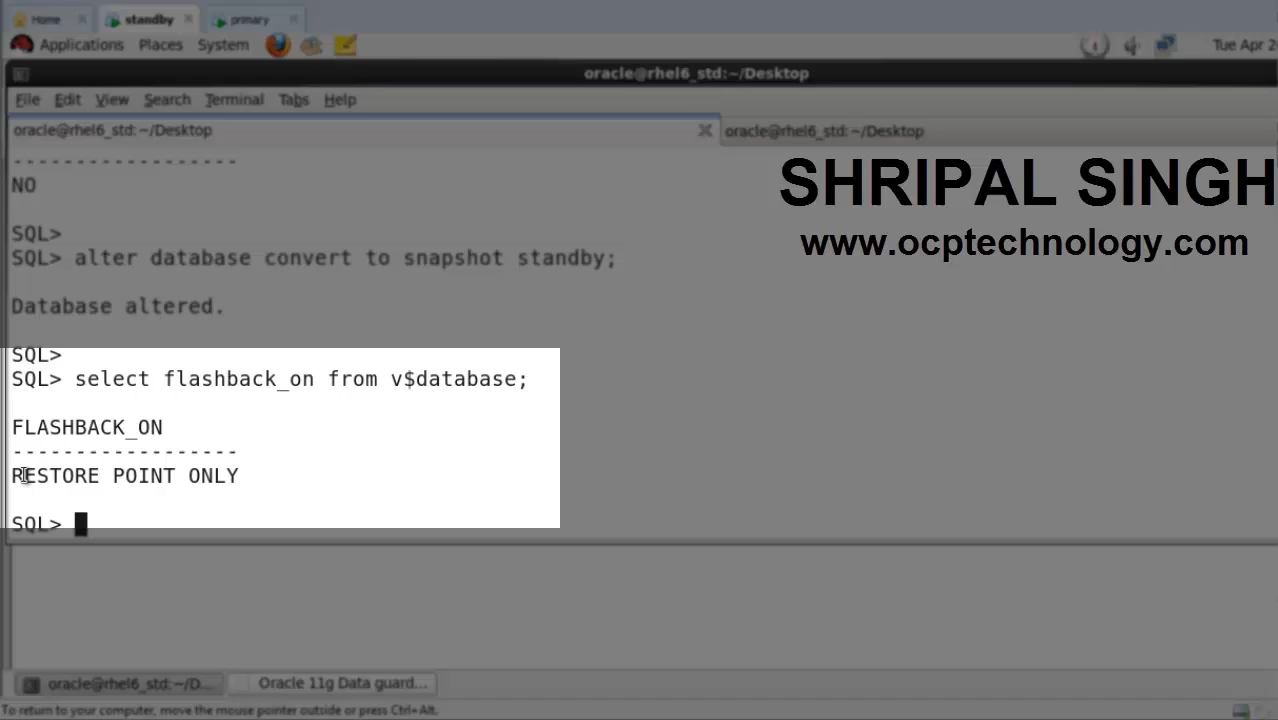 Home
standby
primary
Applications Places System
Tue Apr 2
oracle@rhel6_std:~/Desktop
File Edit View Search Terminal Tabs Help
oracle@rhel6_std:~/Desktop
oracle@rhel6_std:~/Desktop
------------------
NO
SHRIPAL SINGH
www.ocptechnology.com
SQL>
SQL> alter database convert to snapshot standby;
Database altered.
SQL>
SQL> select flashback_on from v$database;
FLASHBACK_ON
------------------
RESTORE POINT ONLY
SQL>
oracle@rhel6_std:~/D...
Oracle 11g Data guard...
To return to your computer, move the mouse pointer outside or press Ctrl+Alt.